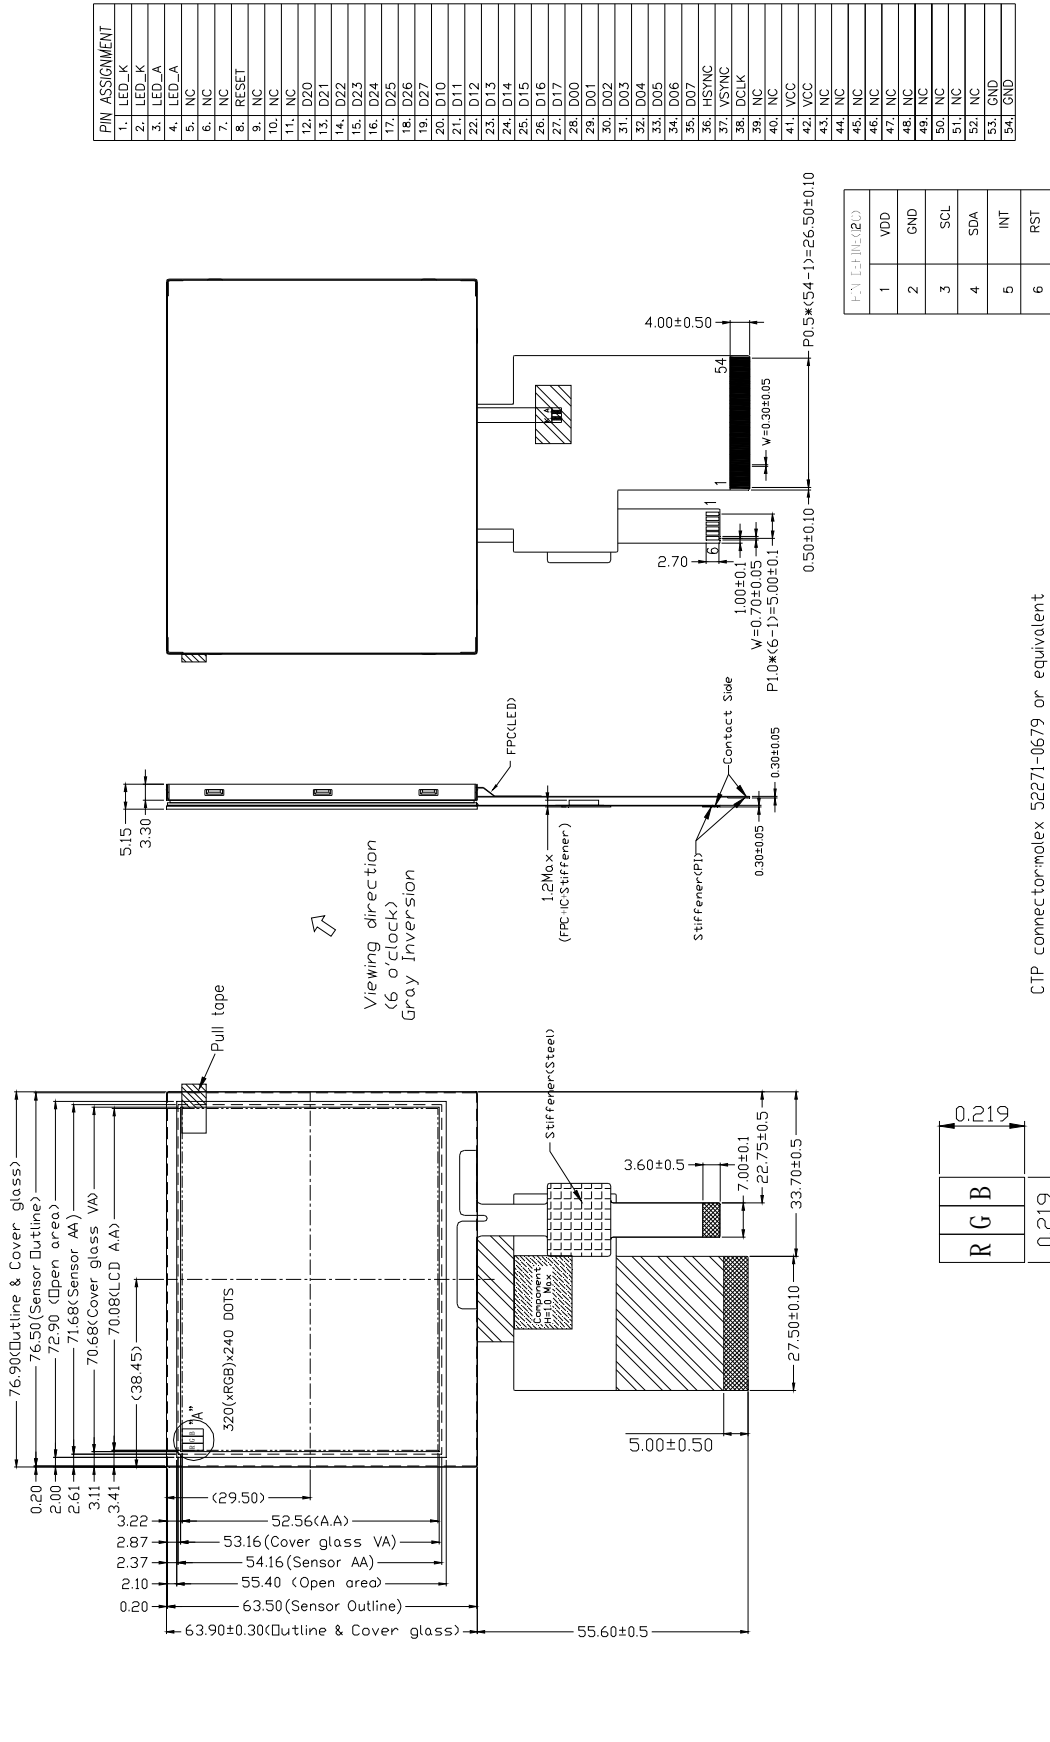 76.90(Outline & Cover glass)
76.50(Sensor Outline)
72.90 (Open area)
71.68(Sensor AA)
70.68(Cover glass VA)
70.08(LCD A.A)
(38.45)
0.20
2.00
2.61
3.11
3.41
"A"
R G B
320(xRGB)x240 DOTS
Pull tape
(29.50)
3.22
52.56(A.A)
2.87
53.16(Cover glass VA)
2.37
54.16(Sensor AA)
2.10
55.40 (Open area)
0.20
63.50(Sensor Outline)
63.90±0.30(Outline & Cover glass)
55.60±0.5
Component
H=1.0 Max
Stiffener(Steel)
3.60±0.5
7.00±0.1
22.75±0.5
33.70±0.5
27.50±0.10
5.00±0.50
Viewing direction
(6 o'clock)
Gray Inversion
5.15
3.30
FPC(LED)
1.2Max
(FPC+IC+Stiffener)
Stiffener(PI)
Contact Side
0.30±0.05
0.30±0.05
4.00±0.50
54
1
W=0.30±0.05
P0.5*(54-1)=26.50±0.10
0.50±0.10
1
6
2.70
1.00±0.1
W=0.70±0.05
P1.0*(6-1)=5.00±0.1
PIN ASSIGNMENT
1. LED_K
2. LED_K
3. LED_A
4. LED_A
5. NC
6. NC
7. NC
8. RESET
9. NC
10. NC
11. NC
12. D20
13. D21
14. D22
15. D23
16. D24
17. D25
18. D26
19. D27
20. D10
21. D11
22. D12
23. D13
24. D14
25. D15
26. D16
27. D17
28. D00
29. D01
30. D02
31. D03
32. D04
33. D05
34. D06
35. D07
36. HSYNC
37. VSYNC
38. DCLK
39. NC
40. NC
41. VCC
42. VCC
43. NC
44. NC
45. NC
46. NC
47. NC
48. NC
49. NC
50. NC
51. NC
52. NC
53. GND
54. GND
PIN DEFINE(I2C)
1 VDD
2 GND
3 SCL
4 SDA
5 INT
6 RST
CTP connector:molex 52271-0679 or equivalent
R G B
0.219
0.219